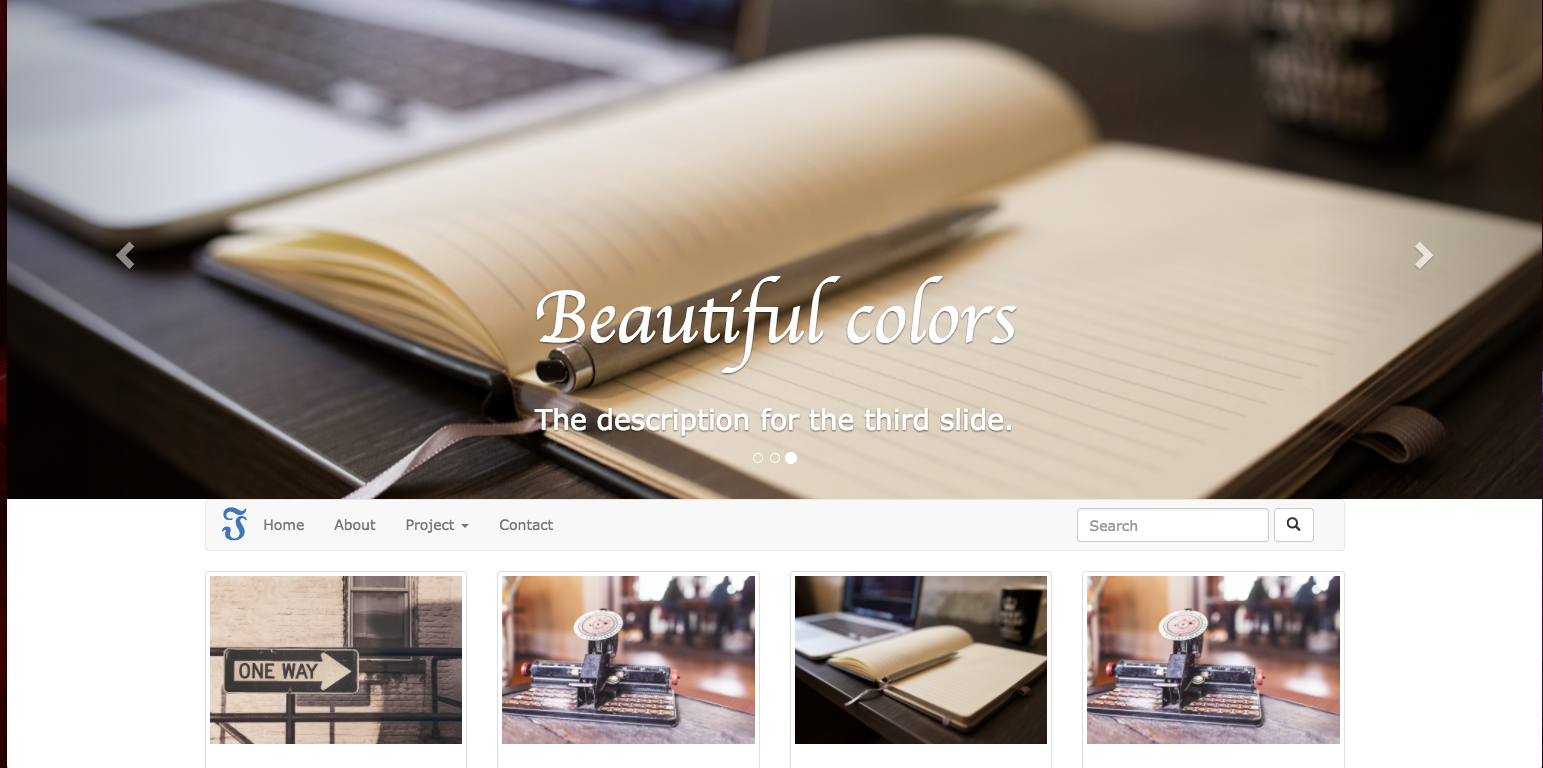 Beautiful colors
The description for the third slide.
Home About Project Contact Search
ONE WAY